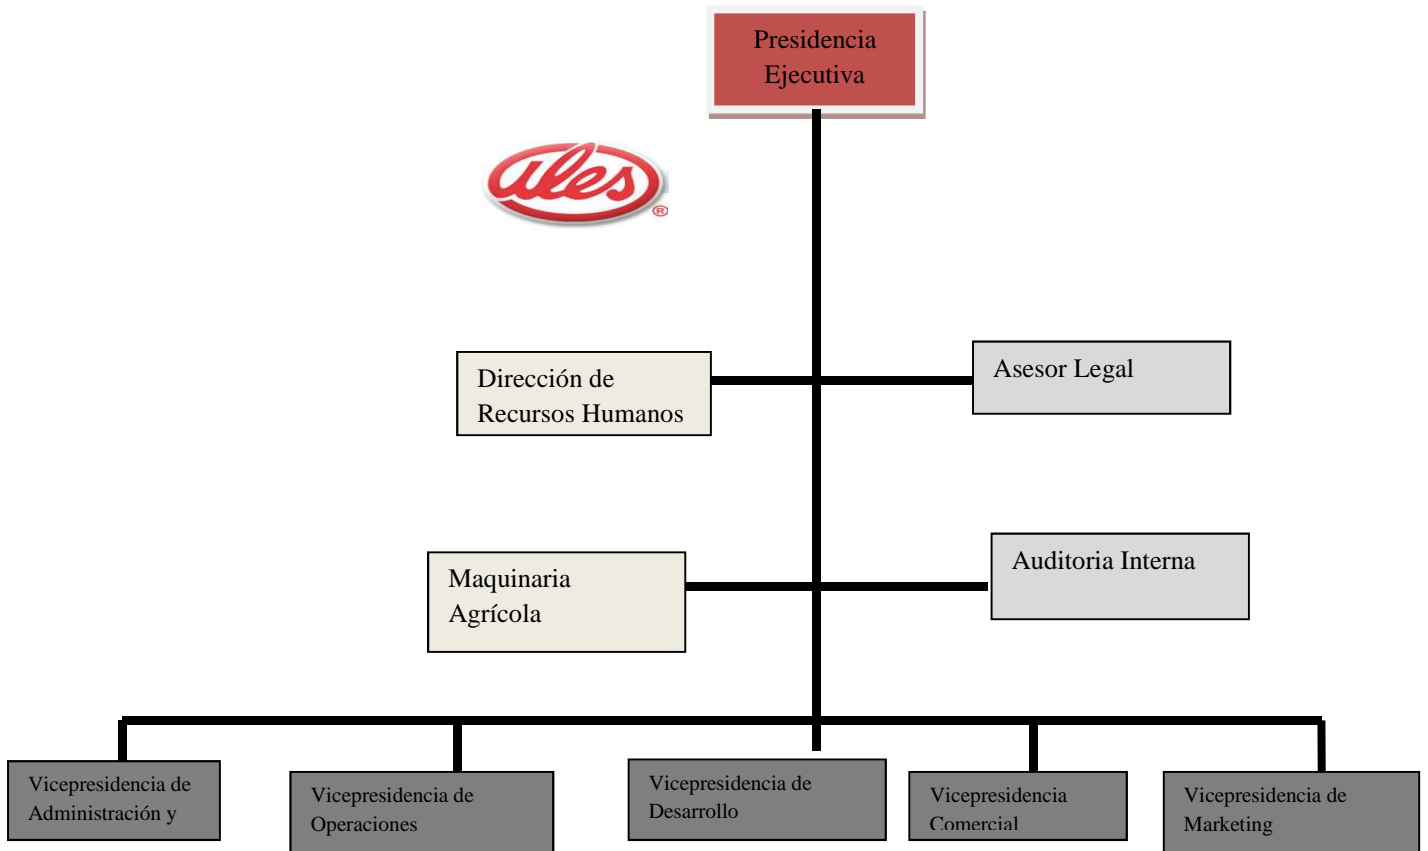 Presidencia
Ejecutiva
ales
®
Dirección de
Recursos Humanos
Asesor Legal
Maquinaria
Agrícola
Auditoria Interna
Vicepresidencia de
Administración y
Vicepresidencia de
Operaciones
Vicepresidencia de
Desarrollo
Vicepresidencia
Comercial
Vicepresidencia de
Marketing